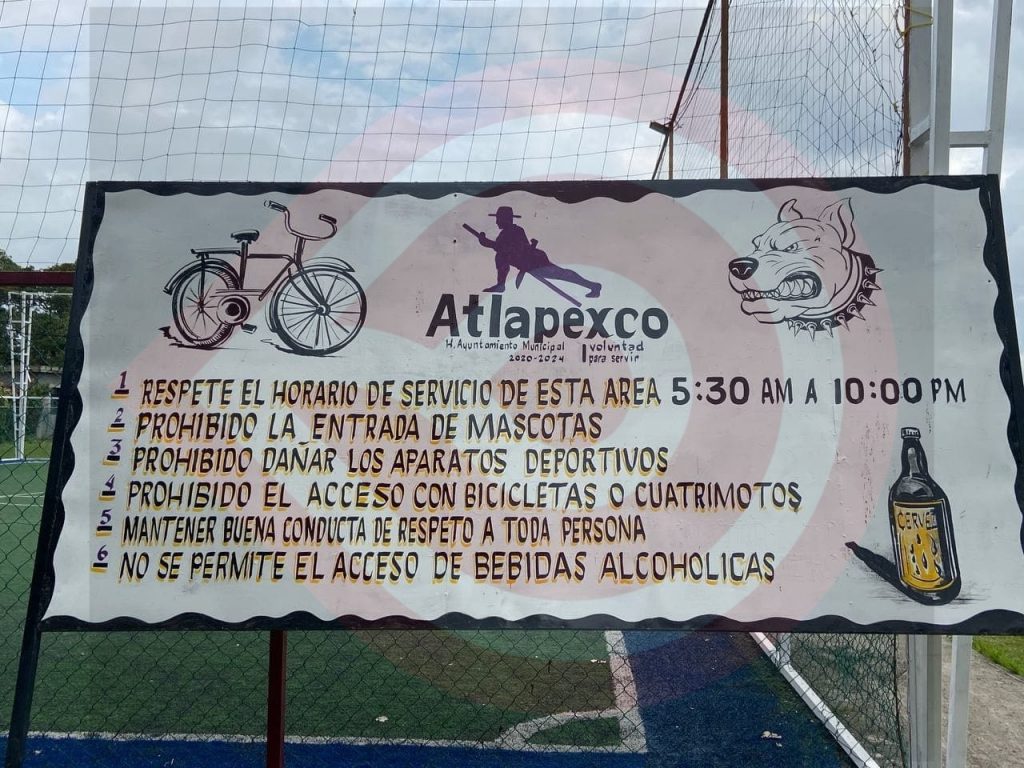 Atlapexco
H. Ayuntamiento Municipal
2020-2024
voluntad
para servir
1 RESPETE EL HORARIO DE SERVICIO DE ESTA AREA 5:30 AM A 10:00 PM
2 PROHIBIDO LA ENTRADA DE MASCOTAS
3 PROHIBIDO DAÑAR LOS APARATOS DEPORTIVOS
4 PROHIBIDO EL ACCESO CON BICICLETAS O CUATRIMOTOS
5 MANTENER BUENA CONDUCTA DE RESPETO A TODA PERSONA
6 NO SE PERMITE EL ACCESO DE BEBIDAS ALCOHOLICAS